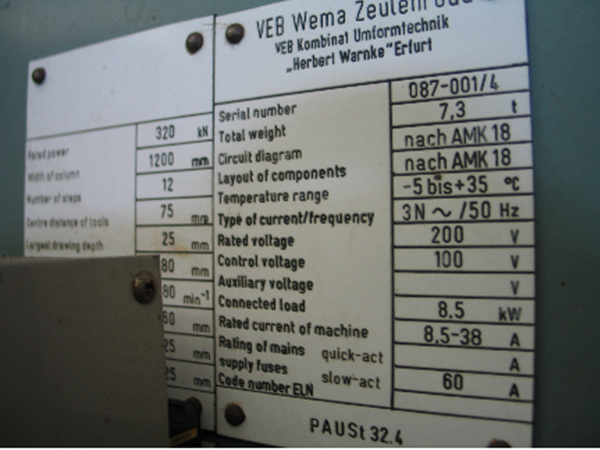 VEB Wema Zeulenroda
VEB Kombinat Umformtechnik
„Herbert Warnke" Erfurt
Serial number 087-001/4
Total weight 7,3 t
Circuit diagram nach AMK 18
Layout of components nach AMK 18
Temperature range -5 bis+35 °C
Type of current/frequency 3N ~ /50 Hz
Rated voltage 200 V
Control voltage 100 V
Auxiliary voltage V
Connected load 8,5 kW
Rated current of machine 8,5-38 A
Rating of mains quick-act A
supply fuses slow-act 60 A
Code number ELN
PAUSt 32.4
Rated power 320 kN
Width of column 1200 mm
Number of steps 12
Centre distance of tools 75 mm
Largest drawing depth 25 mm
80 mm
80 min⁻¹
60 mm
25 mm
25 mm